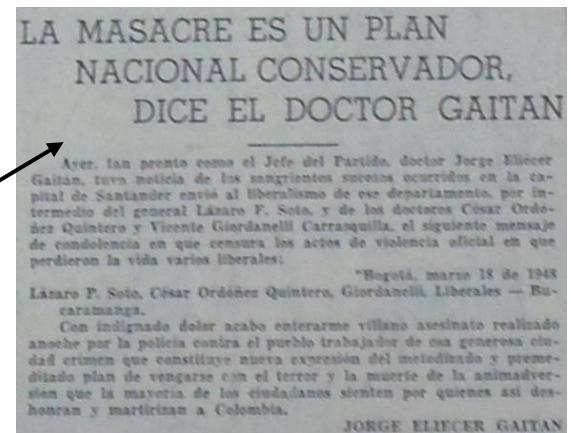 LA MASACRE ES UN PLAN
NACIONAL CONSERVADOR,
DICE EL DOCTOR GAITAN
Ayer, tan pronto como el Jefe del Partido, doctor Jorge Eliécer
Gaitán, tuvo noticia de los sangrientos sucesos ocurridos en la ca-
pital de Santander envió al liberalismo de ese departamento, por in-
termedio del general Lázaro F. Soto, y de los doctores César Ordó-
ñez Quintero y Vicente Giordanelli Carrasquilla, el siguiente mensaje
de condolencia en que censura los actos de violencia oficial en que
perdieron la vida varios liberales:
"Bogotá, marzo 18 de 1948
Lázaro F. Soto, César Ordóñez Quintero, Giordanelli, Liberales — Bu-
caramanga.
Con indignado dolor acabo enterarme villano asesinato realizado
anoche por la policía contra el pueblo trabajador de esa generosa ciu-
dad crimen que constituye nueva expresión del metodizado y preme-
ditado plan de vengarse con el terror y la muerte de la animadver-
sión que la mayoría de los ciudadanos sienten por quienes así des-
honran y martirizan a Colombia.
JORGE ELIECER GAITAN